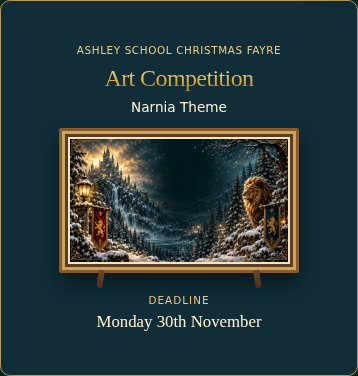 ASHLEY SCHOOL CHRISTMAS FAYRE
Art Competition
Narnia Theme
DEADLINE
Monday 30th November